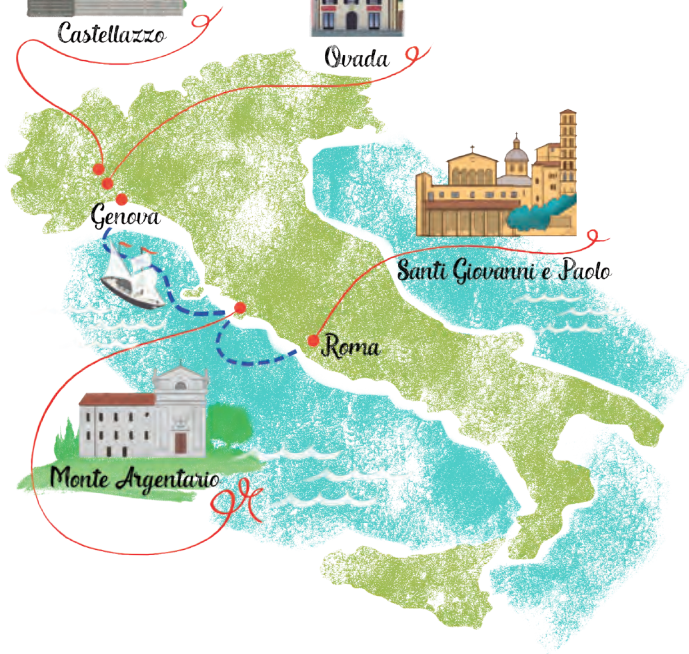 Castellazzo
Ovada
Genova
Santi Giovanni e Paolo
Roma
Monte Argentario